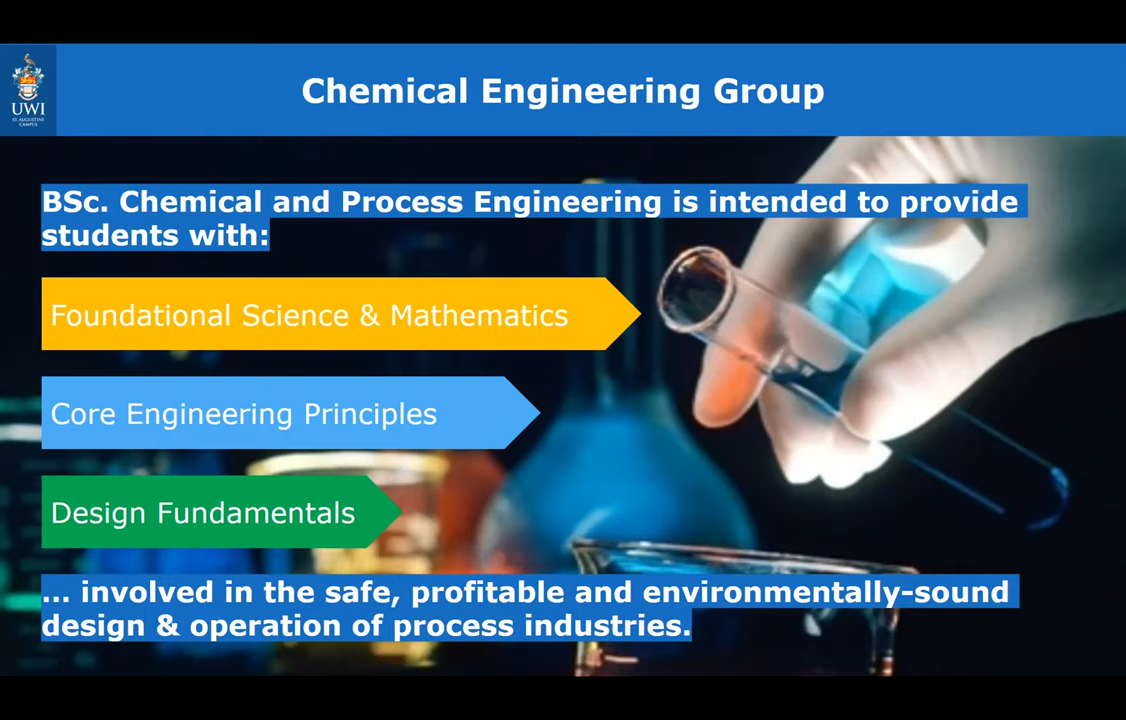 UWI
ST. AUGUSTINE
CAMPUS
Chemical Engineering Group
BSc. Chemical and Process Engineering is intended to provide
students with:
Foundational Science & Mathematics
Core Engineering Principles
Design Fundamentals
... involved in the safe, profitable and environmentally-sound
design & operation of process industries.